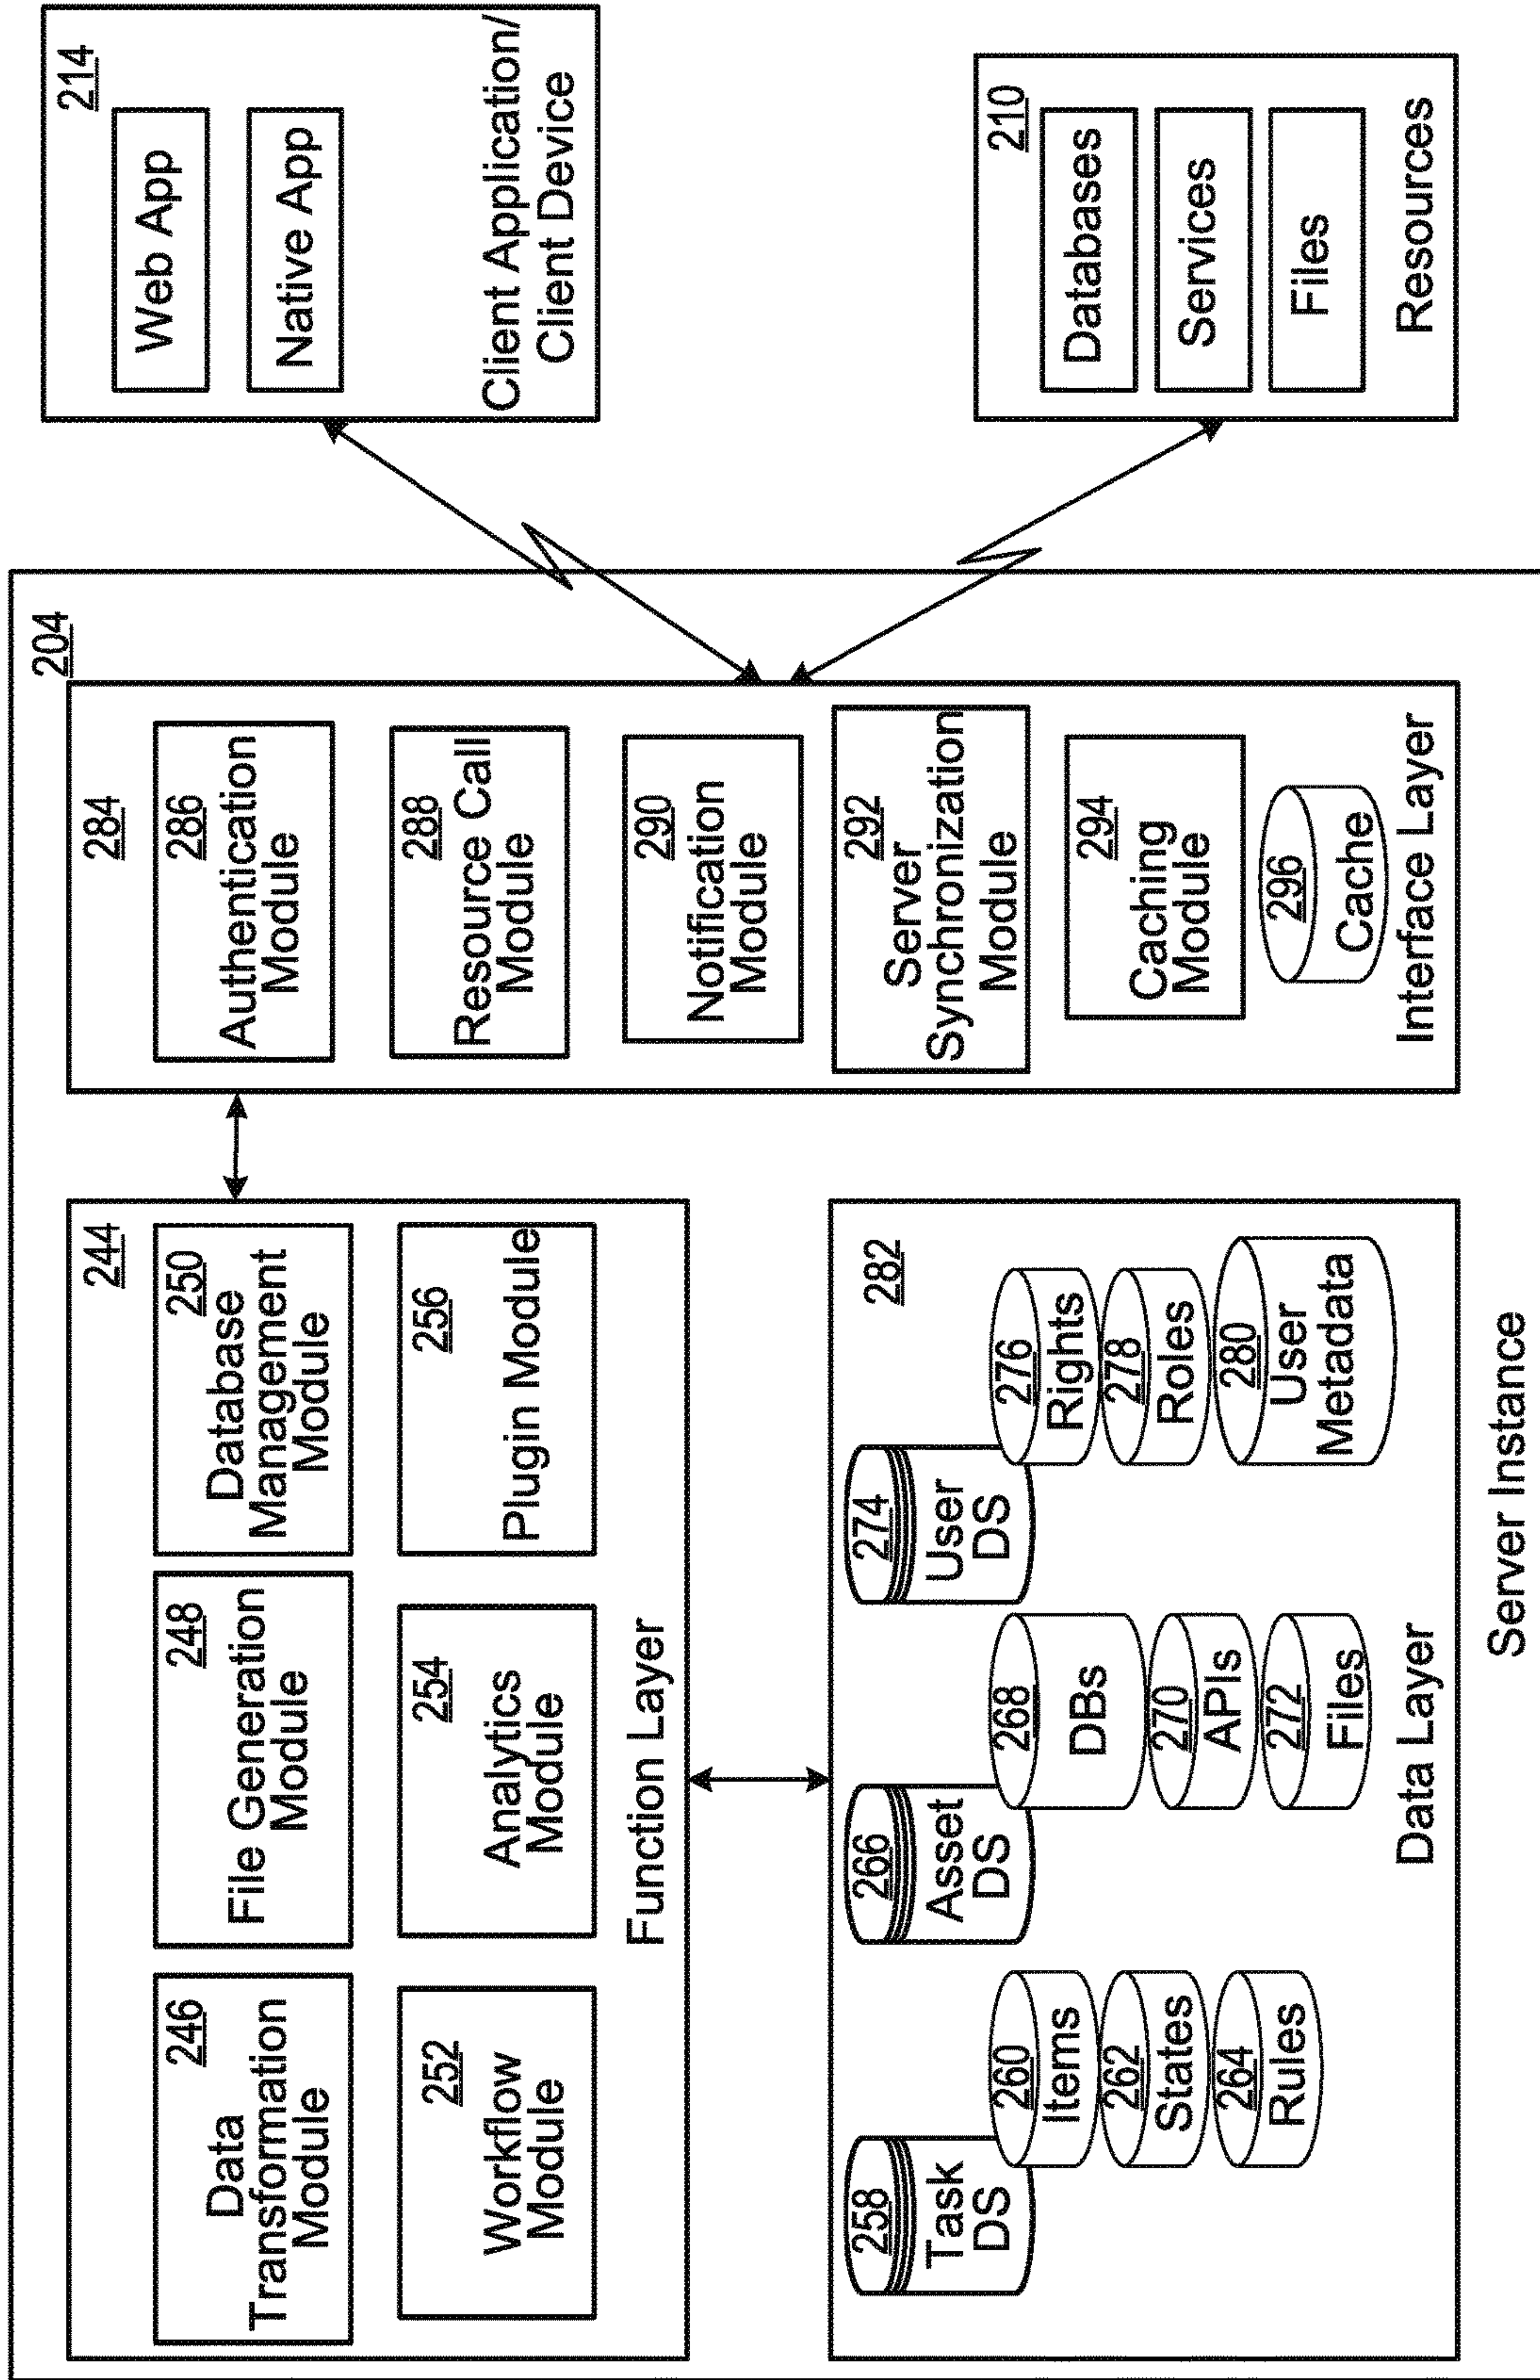 204
244
246
Data
Transformation
Module
248
File Generation
Module
250
Database
Management
Module
252
Workflow
Module
254
Analytics
Module
256
Plugin Module
Function Layer
282
258
Task
DS
260
Items
262
States
264
Rules
266
Asset
DS
268
DBs
270
APIs
272
Files
274
User
DS
276
Rights
278
Roles
280
User
Metadata
Data Layer
284
286
Authentication
Module
288
Resource Call
Module
290
Notification
Module
292
Server
Synchronization
Module
294
Caching
Module
296
Cache
Interface Layer
Server Instance
214
Web App
Native App
Client Application/
Client Device
210
Databases
Services
Files
Resources